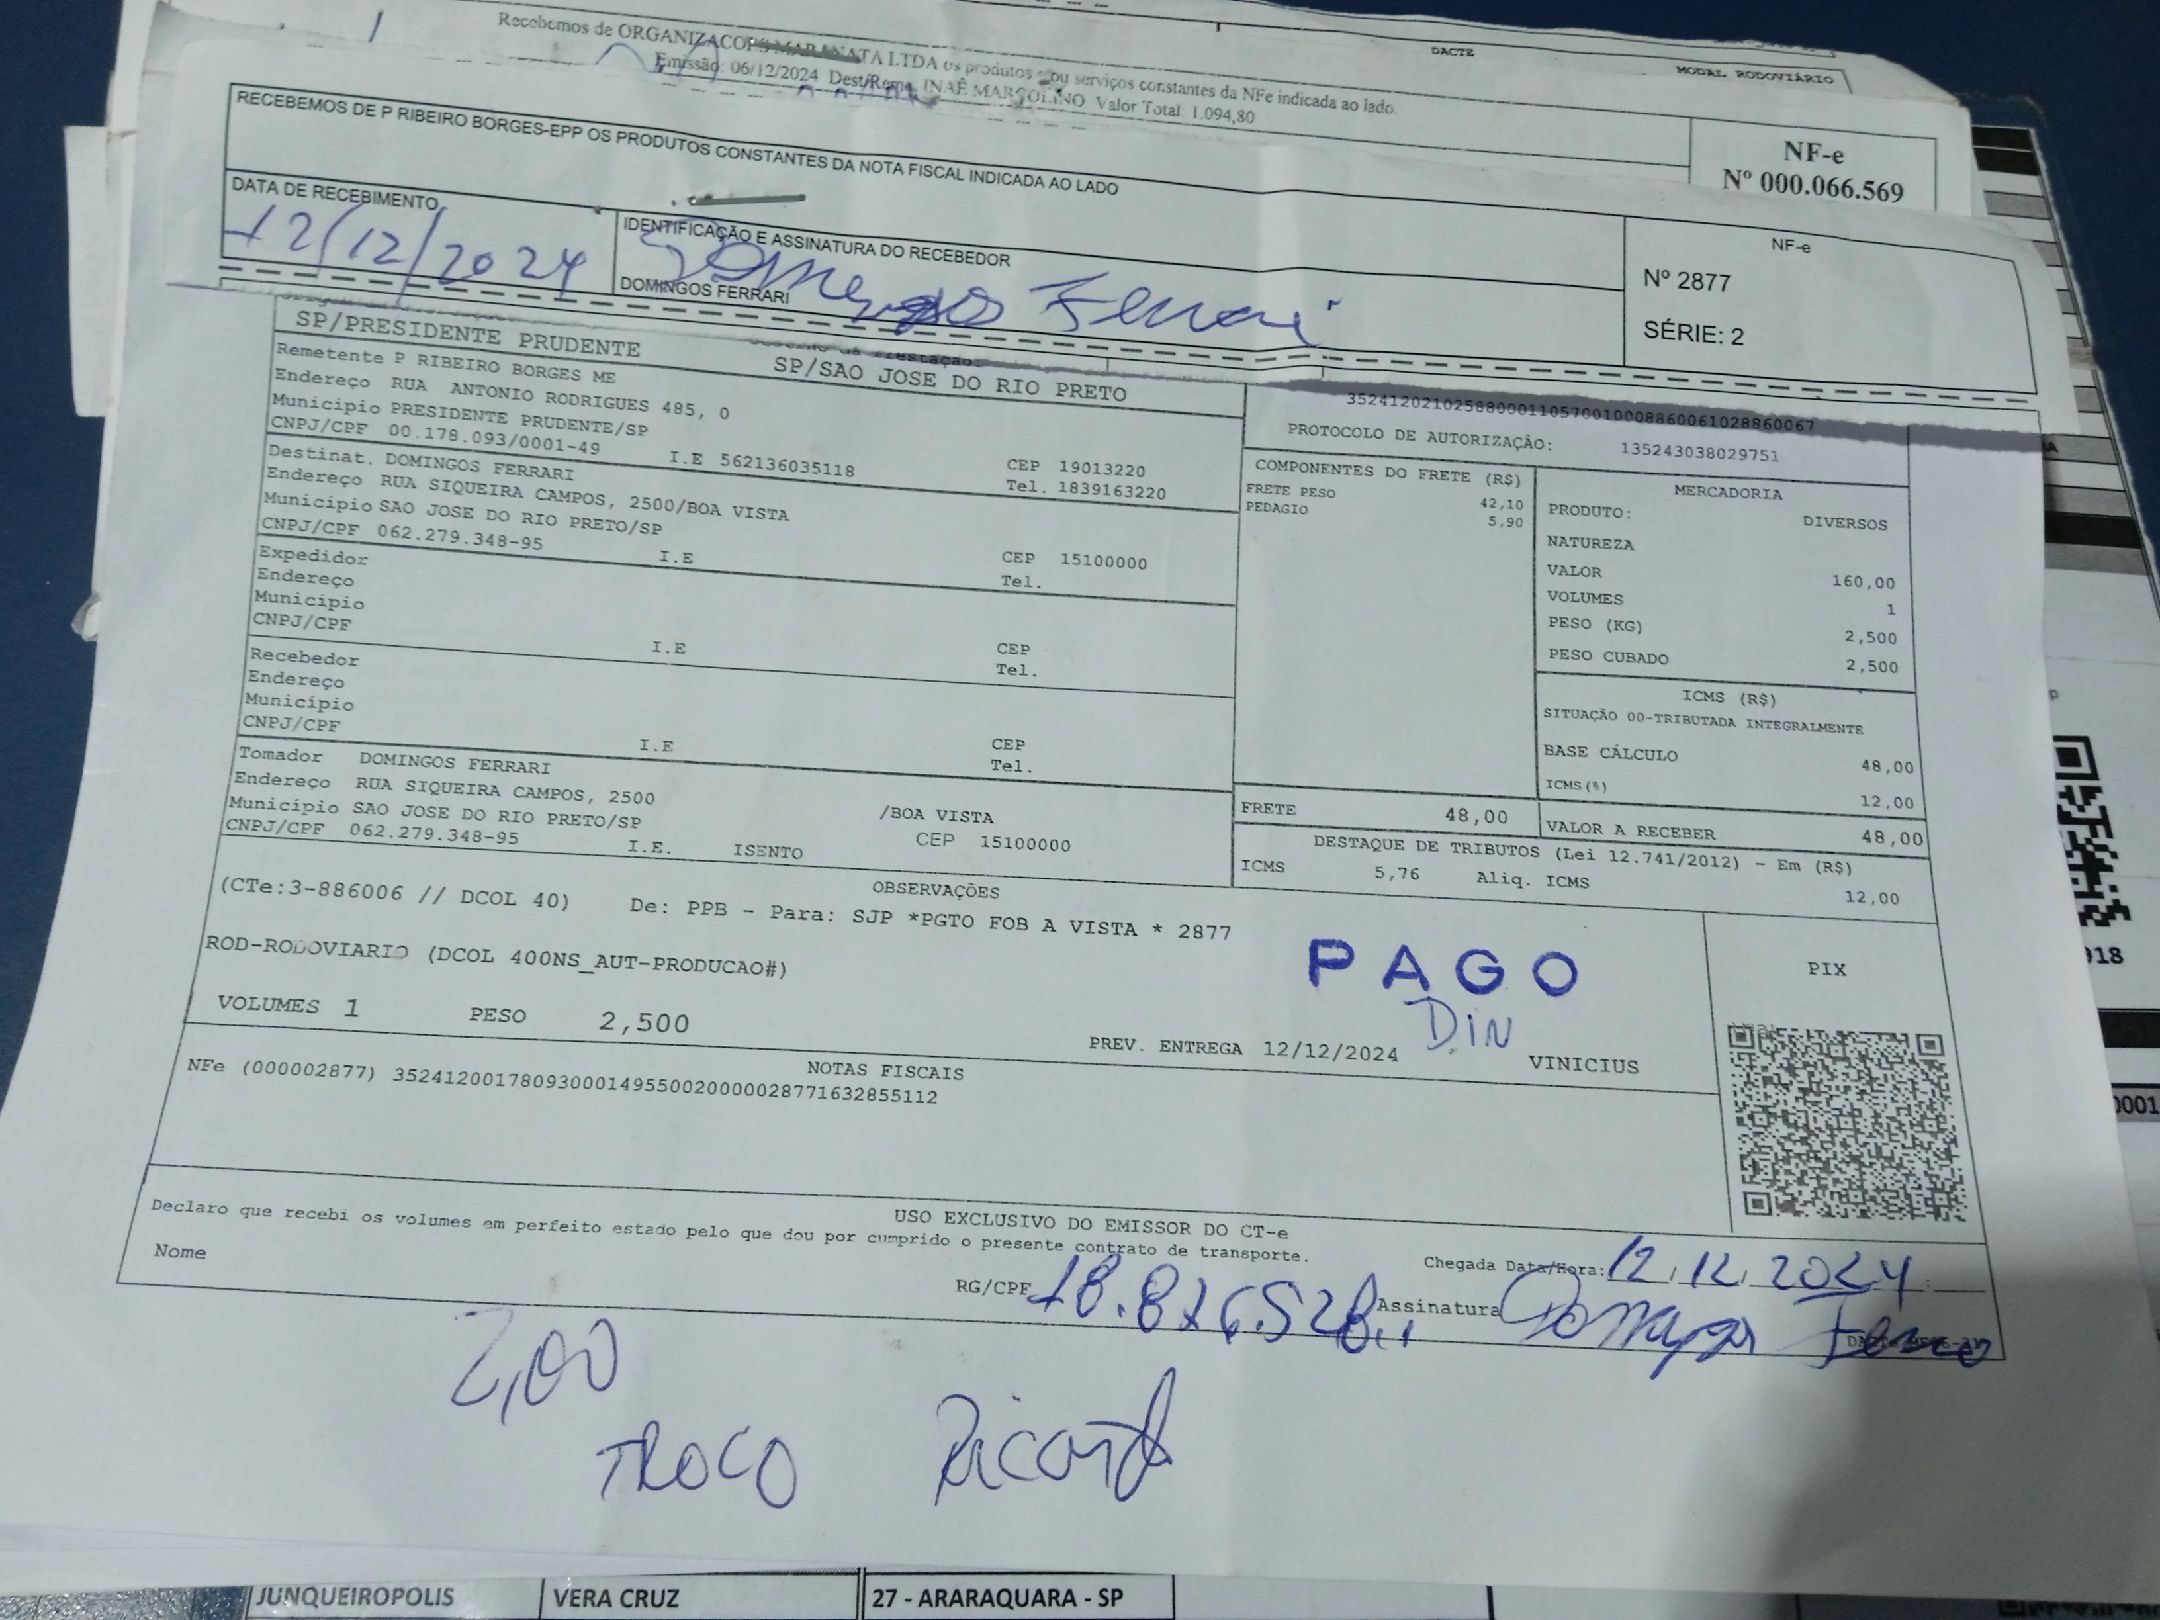 DACTE
MODAL RODOVIÁRIO
Recebemos de ORGANIZACOES MARANATA LTDA os produtos e/ou serviços constantes da NFe indicada ao lado.
Emissão: 06/12/2024 Dest/Reme: INAÊ MARCOLINO Valor Total: 1.094,80
NF-e
Nº 000.066.569
RECEBEMOS DE P RIBEIRO BORGES-EPP OS PRODUTOS CONSTANTES DA NOTA FISCAL INDICADA AO LADO
DATA DE RECEBIMENTO
12/12/2024
IDENTIFICAÇÃO E ASSINATURA DO RECEBEDOR
Domingos Ferrari
DOMINGOS FERRARI
NF-e
Nº 2877
SÉRIE: 2
SP/PRESIDENTE PRUDENTE
SP/SAO JOSE DO RIO PRETO
Remetente P RIBEIRO BORGES ME
Endereço RUA ANTONIO RODRIGUES 485, 0
Município PRESIDENTE PRUDENTE/SP CEP 19013220
CNPJ/CPF 00.178.093/0001-49 I.E 562136035118 Tel. 1839163220
Destinat. DOMINGOS FERRARI
Endereço RUA SIQUEIRA CAMPOS, 2500/BOA VISTA
Município SAO JOSE DO RIO PRETO/SP CEP 15100000
CNPJ/CPF 062.279.348-95 I.E Tel.
Expedidor
Endereço
Município CEP
CNPJ/CPF I.E Tel.
Recebedor
Endereço
Município CEP
CNPJ/CPF I.E Tel.
Tomador DOMINGOS FERRARI
Endereço RUA SIQUEIRA CAMPOS, 2500 /BOA VISTA
Município SAO JOSE DO RIO PRETO/SP CEP 15100000
CNPJ/CPF 062.279.348-95 I.E. ISENTO
35241202102588000110570010008860061028860067
PROTOCOLO DE AUTORIZAÇÃO: 135243038029751
COMPONENTES DO FRETE (R$)
FRETE PESO 42,10
PEDAGIO 5,90
MERCADORIA
PRODUTO: DIVERSOS
NATUREZA
VALOR 160,00
VOLUMES 1
PESO (KG) 2,500
PESO CUBADO 2,500
ICMS (R$)
SITUAÇÃO 00-TRIBUTADA INTEGRALMENTE
BASE CÁLCULO 48,00
ICMS(%) 12,00
FRETE 48,00
VALOR A RECEBER 48,00
DESTAQUE DE TRIBUTOS (Lei 12.741/2012) - Em (R$)
ICMS 5,76 Aliq. ICMS 12,00
OBSERVAÇÕES
(CTe:3-886006 // DCOL 40) De: PPB - Para: SJP *PGTO FOB A VISTA * 2877
ROD-RODOVIARIO (DCOL 400NS_AUT-PRODUCAO#)
PAGO
DIN
VOLUMES 1 PESO 2,500
PREV. ENTREGA 12/12/2024 VINICIUS
PIX
NOTAS FISCAIS
NFe (000002877) 35241200178093000149550020000028771632855112
USO EXCLUSIVO DO EMISSOR DO CT-e
Declaro que recebi os volumes em perfeito estado pelo que dou por cumprido o presente contrato de transporte.
Nome
RG/CPF 18.876.528
Chegada Data/Hora: 12, 12, 2024
Assinatura Domingos Ferrari
2,00
TROCO
Ricardo
JUNQUEIROPOLIS
VERA CRUZ
27 - ARARAQUARA - SP